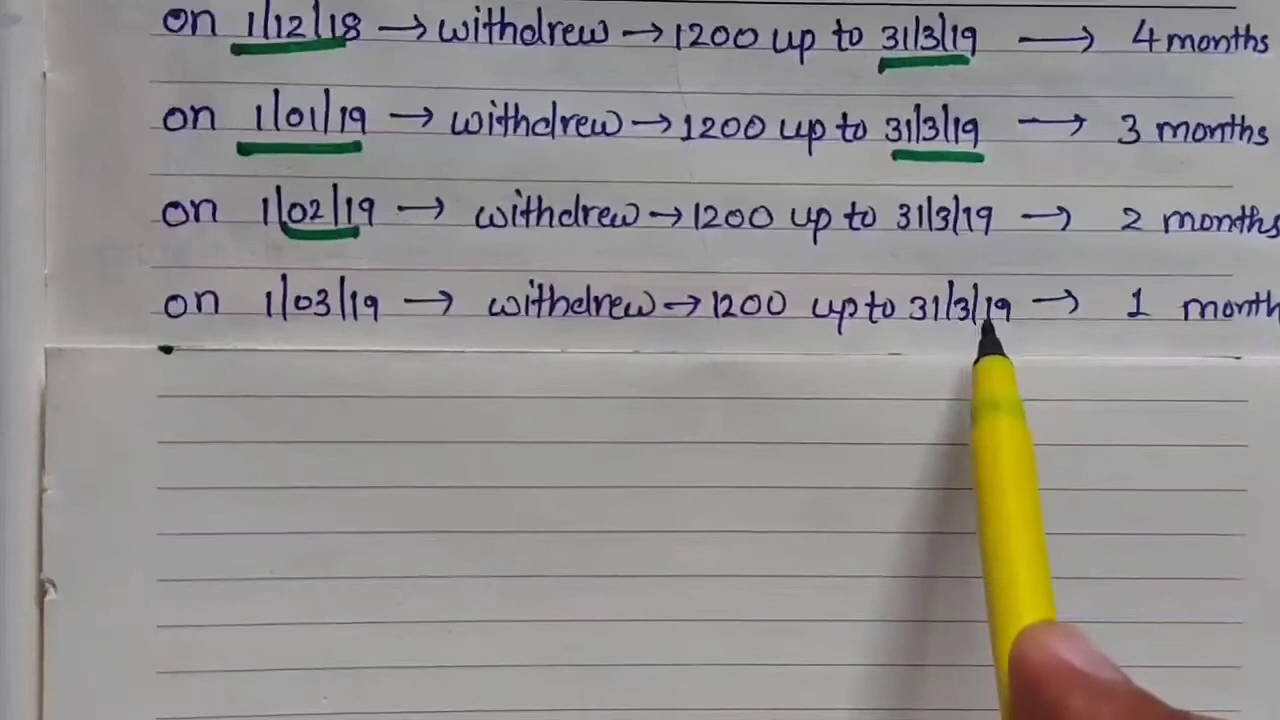 on 1/12/18 → withdrew → 1200 up to 31/3/19 → 4 months
on 1/01/19 → withdrew → 1200 up to 31/3/19 → 3 months
on 1/02/19 → withdrew → 1200 up to 31/3/19 → 2 months
on 1/03/19 → withdrew → 1200 up to 31/3/19 → 1 month